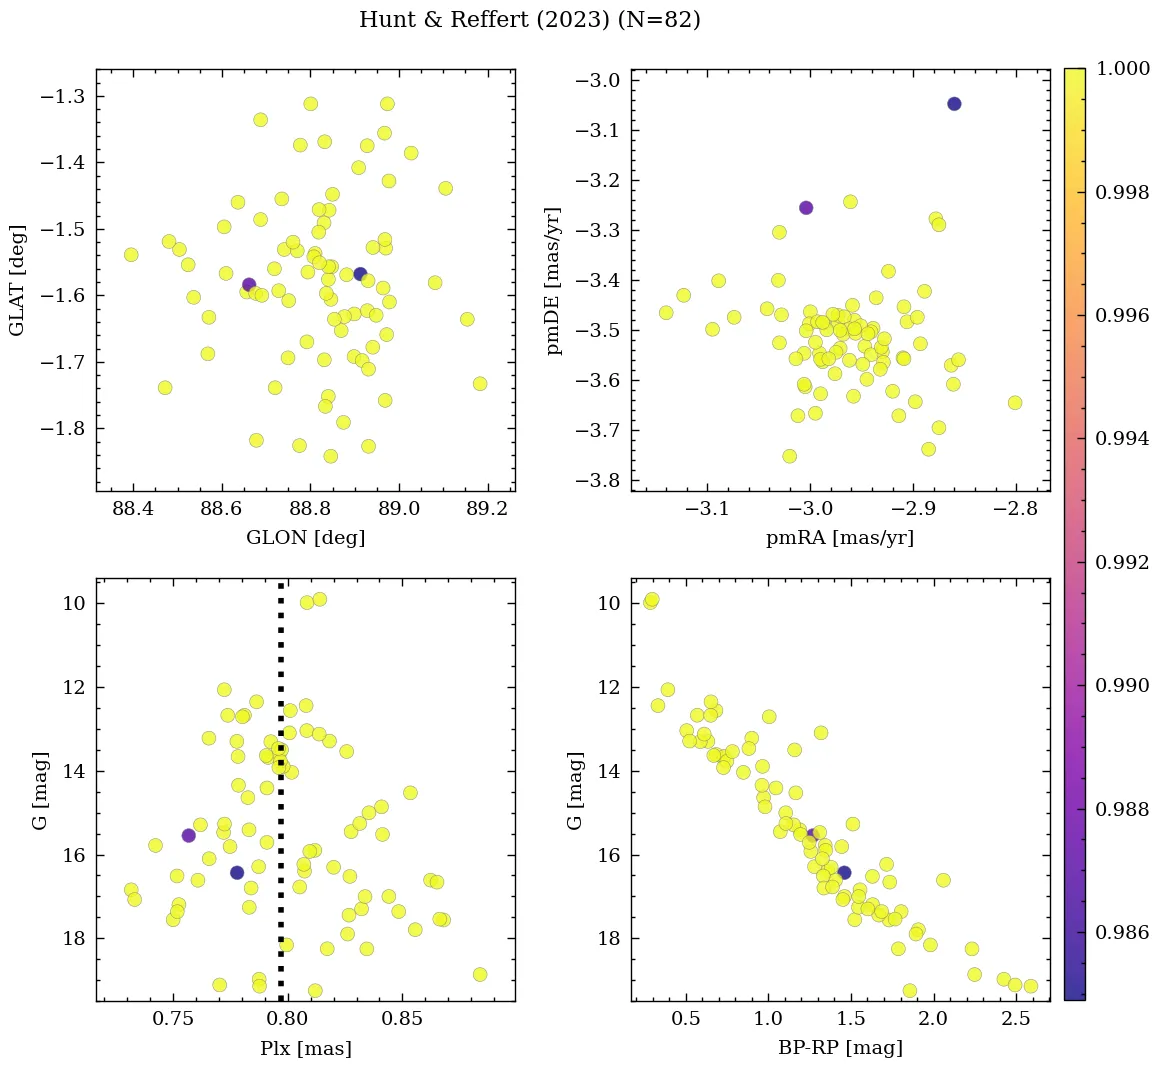 Hunt & Reffert (2023) (N=82)
−1.3
−1.4
−1.5
−1.6
−1.7
−1.8
GLAT [deg]
88.4 88.6 88.8 89.0 89.2
GLON [deg]
−3.0
−3.1
−3.2
−3.3
−3.4
−3.5
−3.6
−3.7
−3.8
pmDE [mas/yr]
−3.1 −3.0 −2.9 −2.8
pmRA [mas/yr]
10
12
14
16
18
G [mag]
0.75 0.80 0.85
Plx [mas]
10
12
14
16
18
G [mag]
0.5 1.0 1.5 2.0 2.5
BP-RP [mag]
1.000
0.998
0.996
0.994
0.992
0.990
0.988
0.986